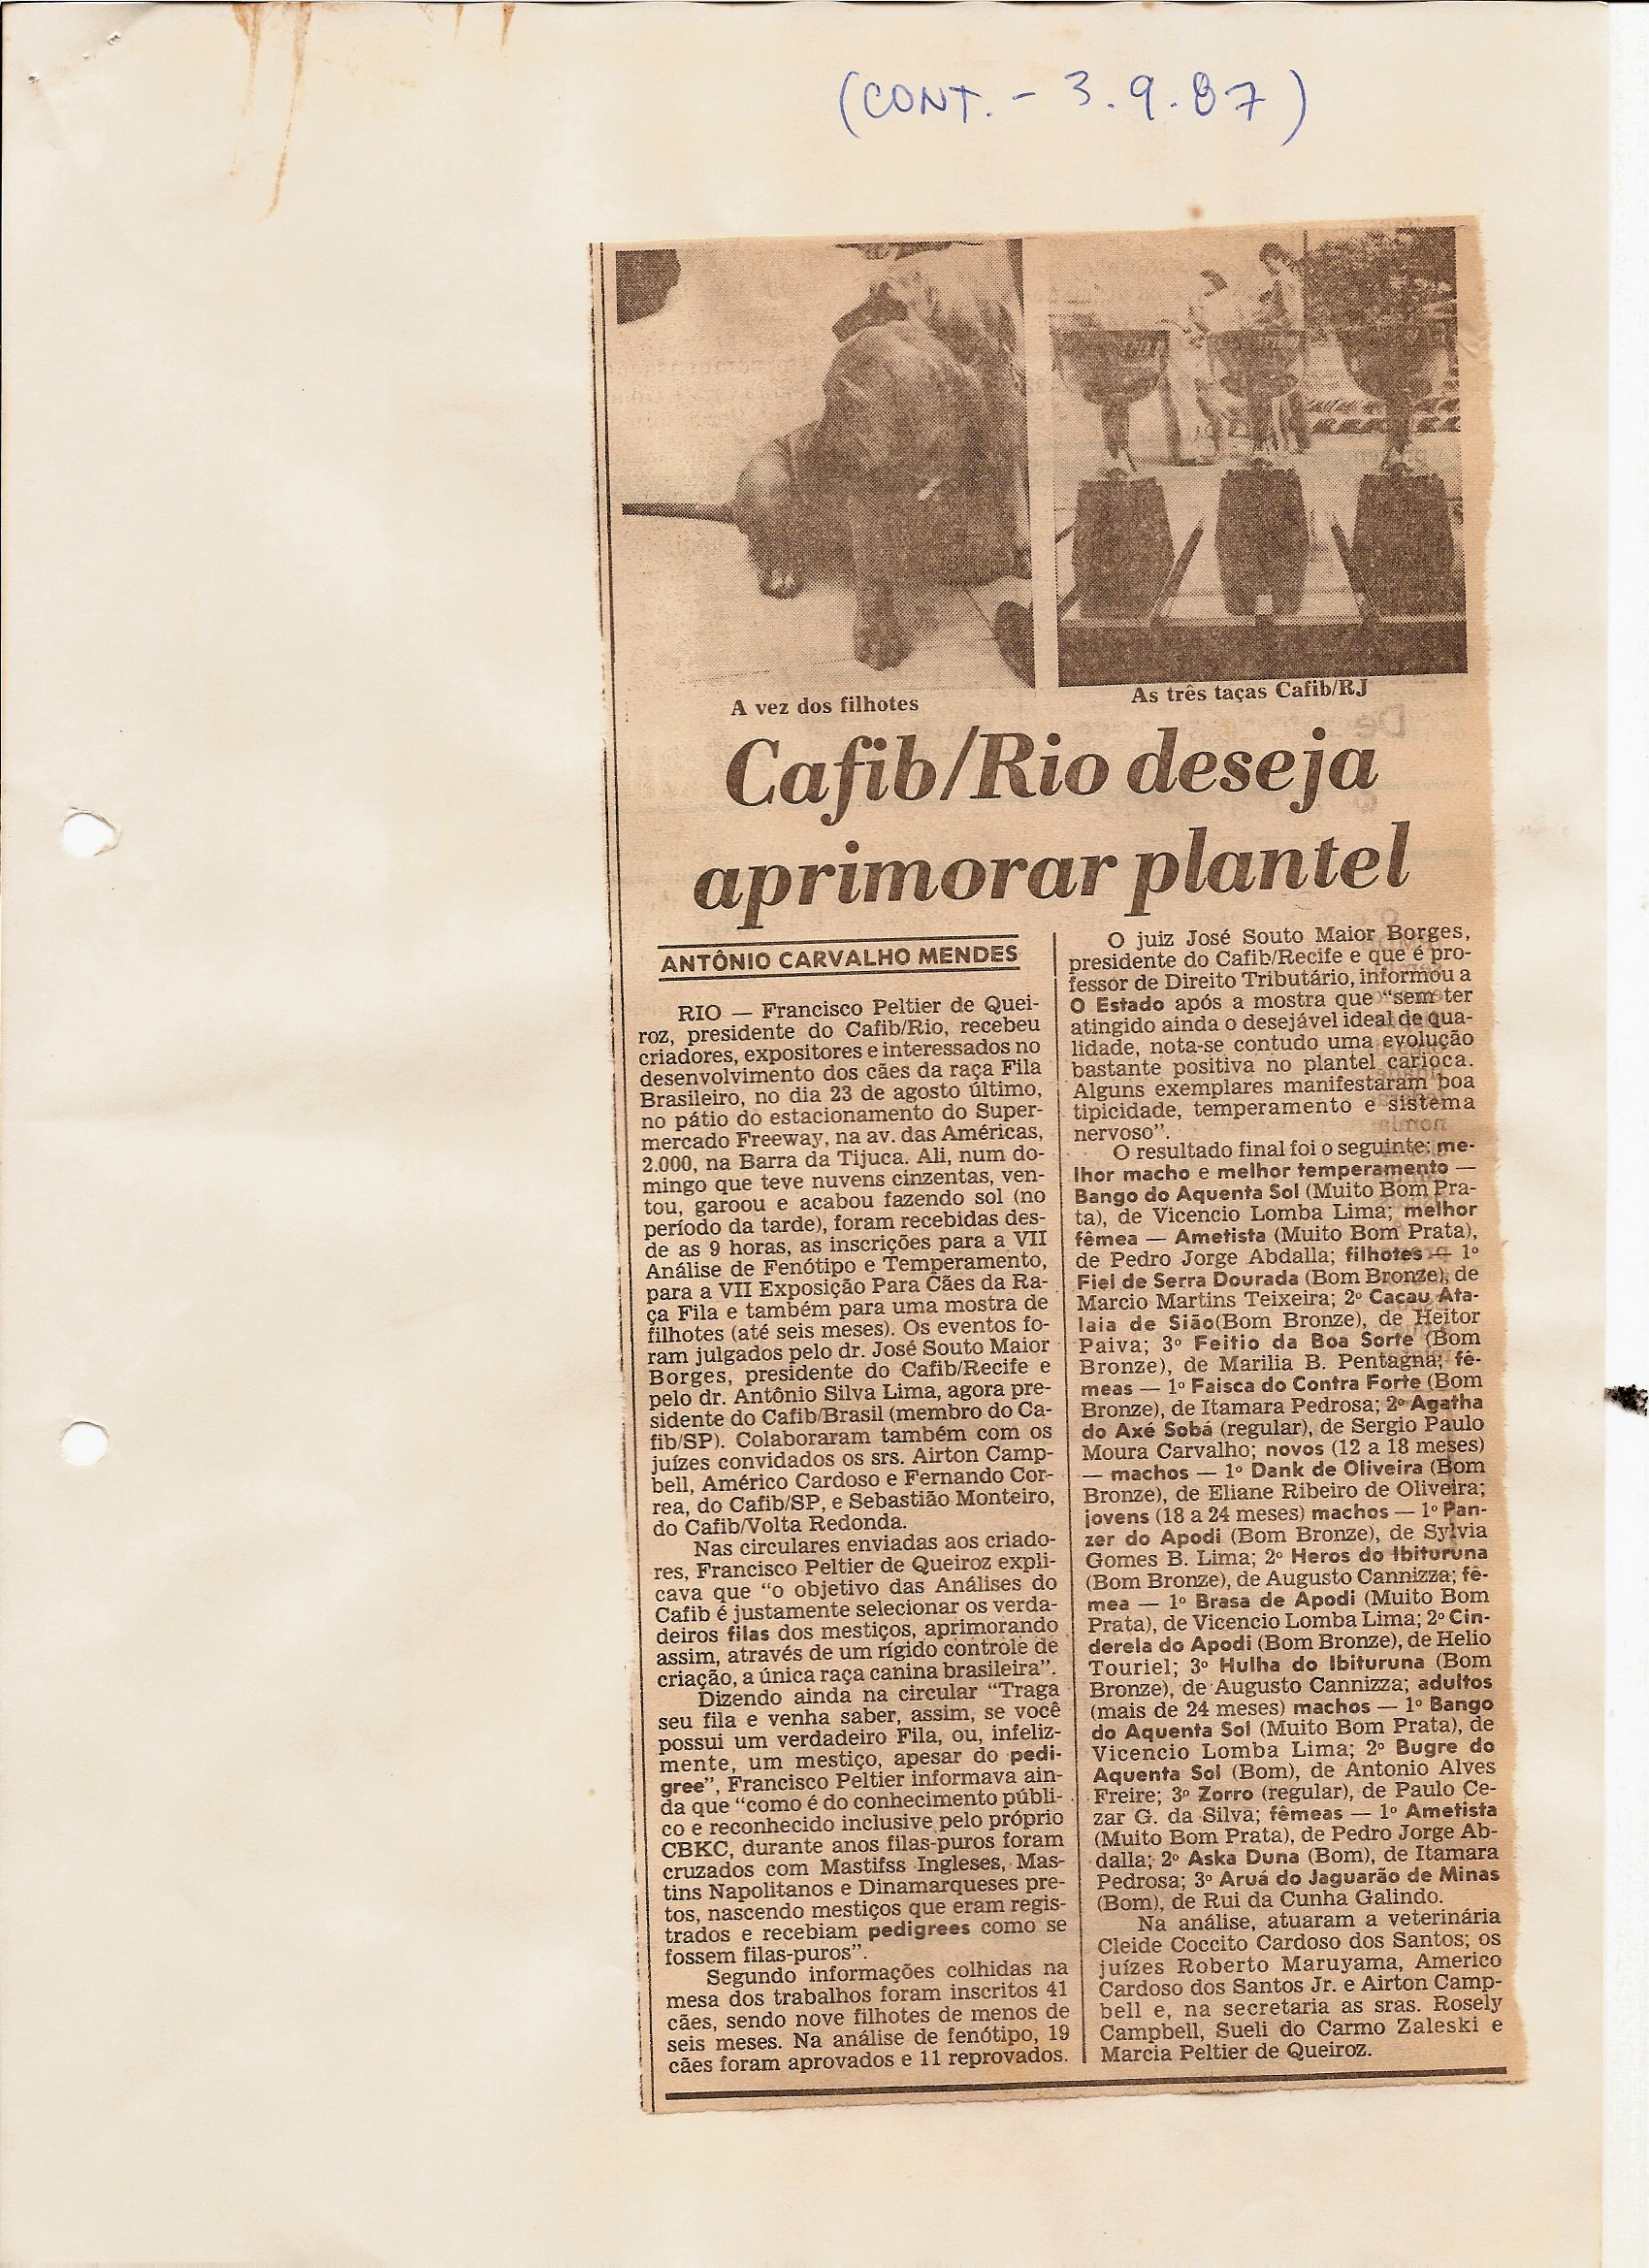 (CONT. - 3.9.87)
A vez dos filhotes
As três taças Cafib/RJ
Cafib/Rio deseja
aprimorar plantel
ANTÔNIO CARVALHO MENDES
RIO — Francisco Peltier de Quei-
roz, presidente do Cafib/Rio, recebeu
criadores, expositores e interessados no
desenvolvimento dos cães da raça Fila
Brasileiro, no dia 23 de agosto último,
no pátio do estacionamento do Super-
mercado Freeway, na av. das Américas,
2.000, na Barra da Tijuca. Ali, num do-
mingo que teve nuvens cinzentas, ven-
tou, garoou e acabou fazendo sol (no
período da tarde), foram recebidas des-
de as 9 horas, as inscrições para a VII
Análise de Fenótipo e Temperamento,
para a VII Exposição Para Cães da Ra-
ça Fila e também para uma mostra de
filhotes (até seis meses). Os eventos fo-
ram julgados pelo dr. José Souto Maior
Borges, presidente do Cafib/Recife e
pelo dr. Antônio Silva Lima, agora pre-
sidente do Cafib/Brasil (membro do Ca-
fib/SP). Colaboraram também com os
juízes convidados os srs. Airton Camp-
bell, Américo Cardoso e Fernando Cor-
rea, do Cafib/SP, e Sebastião Monteiro,
do Cafib/Volta Redonda.
Nas circulares enviadas aos criado-
res, Francisco Peltier de Queiroz expli-
cava que “o objetivo das Análises do
Cafib é justamente selecionar os verda-
deiros filas dos mestiços, aprimorando
assim, através de um rígido controle de
criação, a única raça canina brasileira”.
Dizendo ainda na circular “Traga
seu fila e venha saber, assim, se você
possui um verdadeiro Fila, ou, infeliz-
mente, um mestiço, apesar do pedi-
gree”, Francisco Peltier informava ain-
da que “como é do conhecimento públi-
co e reconhecido inclusive pelo próprio
CBKC, durante anos filas-puros foram
cruzados com Mastifss Ingleses, Mas-
tins Napolitanos e Dinamarqueses pre-
tos, nascendo mestiços que eram regis-
trados e recebiam pedigrees como se
fossem filas-puros”.
Segundo informações colhidas na
mesa dos trabalhos foram inscritos 41
cães, sendo nove filhotes de menos de
seis meses. Na análise de fenótipo, 19
cães foram aprovados e 11 reprovados.
O juiz José Souto Maior Borges,
presidente do Cafib/Recife e que é pro-
fessor de Direito Tributário, informou a
O Estado após a mostra que “sem ter
atingido ainda o desejável ideal de qua-
lidade, nota-se contudo uma evolução
bastante positiva no plantel carioca.
Alguns exemplares manifestaram boa
tipicidade, temperamento e sistema
nervoso”.
O resultado final foi o seguinte: me-
lhor macho e melhor temperamento —
Bango do Aquenta Sol (Muito Bom Pra-
ta), de Vicencio Lomba Lima; melhor
fêmea — Ametista (Muito Bom Prata),
de Pedro Jorge Abdalla; filhotes — 1º
Fiel de Serra Dourada (Bom Bronze), de
Marcio Martins Teixeira; 2º Cacau Ata-
laia de Sião(Bom Bronze), de Heitor
Paiva; 3º Feitio da Boa Sorte (Bom
Bronze), de Marilia B. Pentagna; fê-
meas — 1º Faisca do Contra Forte (Bom
Bronze), de Itamara Pedrosa; 2º Agatha
do Axé Sobá (regular), de Sergio Paulo
Moura Carvalho; novos (12 a 18 meses)
— machos — 1º Dank de Oliveira (Bom
Bronze), de Eliane Ribeiro de Oliveira;
jovens (18 a 24 meses) machos — 1º Pan-
zer do Apodi (Bom Bronze), de Sylvia
Gomes B. Lima; 2º Heros do Ibituruna
(Bom Bronze), de Augusto Cannizza; fê-
mea — 1º Brasa de Apodi (Muito Bom
Prata), de Vicencio Lomba Lima; 2º Cin-
derela do Apodi (Bom Bronze), de Helio
Touriel; 3º Hulha do Ibituruna (Bom
Bronze), de Augusto Cannizza; adultos
(mais de 24 meses) machos — 1º Bango
do Aquenta Sol (Muito Bom Prata), de
Vicencio Lomba Lima; 2º Bugre do
Aquenta Sol (Bom), de Antonio Alves
Freire; 3º Zorro (regular), de Paulo Ce-
zar G. da Silva; fêmeas — 1º Ametista
(Muito Bom Prata), de Pedro Jorge Ab-
dalla; 2º Aska Duna (Bom), de Itamara
Pedrosa; 3º Aruá do Jaguarão de Minas
(Bom), de Rui da Cunha Galindo.
Na análise, atuaram a veterinária
Cleide Coccito Cardoso dos Santos; os
juízes Roberto Maruyama, Americo
Cardoso dos Santos Jr. e Airton Camp-
bell e, na secretaria as sras. Rosely
Campbell, Sueli do Carmo Zaleski e
Marcia Peltier de Queiroz.